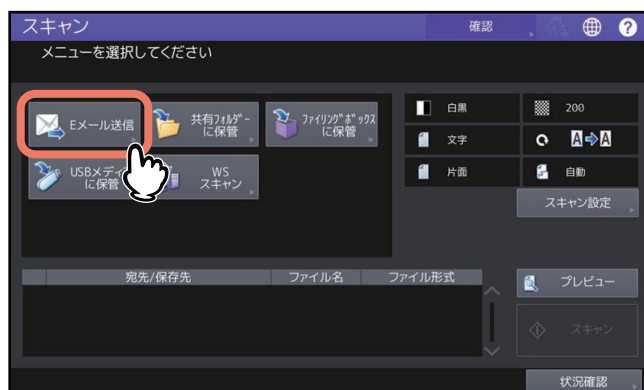 スキャン
確認
?
メニューを選択してください
Eメール送信
共有フォルダー
に保管
ファイリングボックス
に保管
USBメディア
に保管
WS
スキャン
白黒
200
文字
A A
片面
自動
スキャン設定
宛先/保存先
ファイル名
ファイル形式
プレビュー
スキャン
状況確認